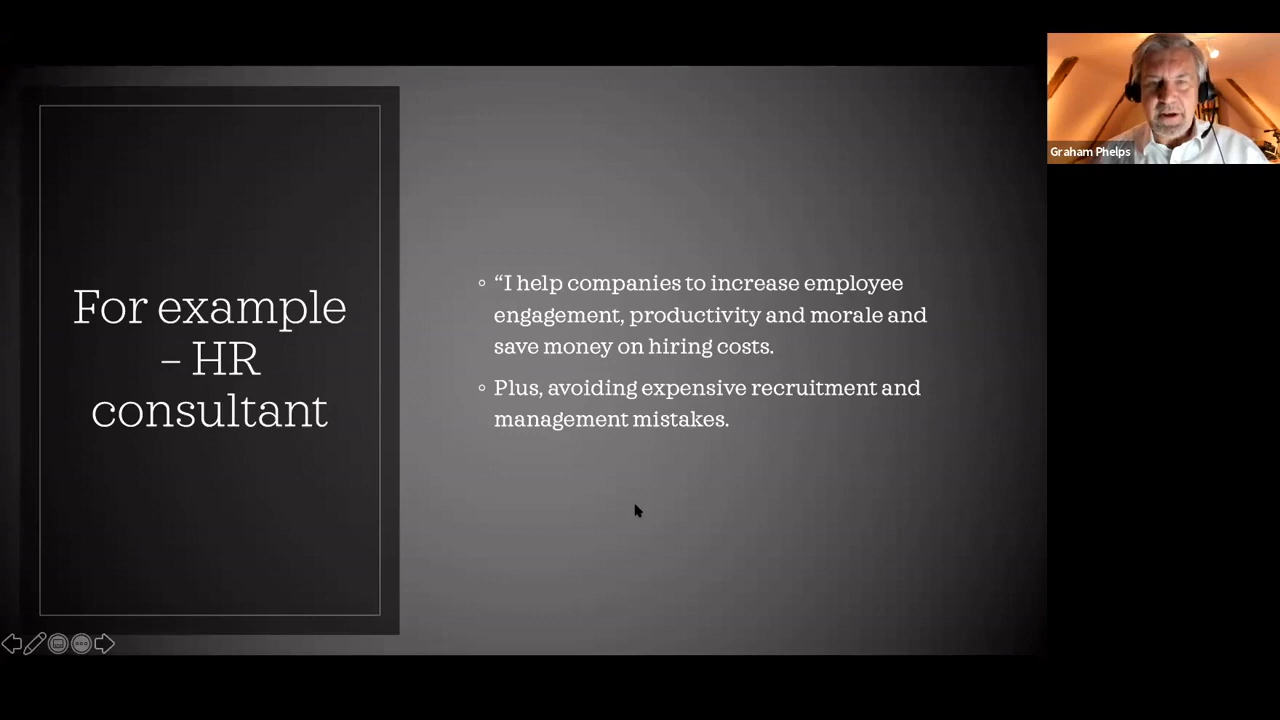 For example
– HR
consultant
◦ “I help companies to increase employee
engagement, productivity and morale and
save money on hiring costs.
◦ Plus, avoiding expensive recruitment and
management mistakes.
Graham Phelps